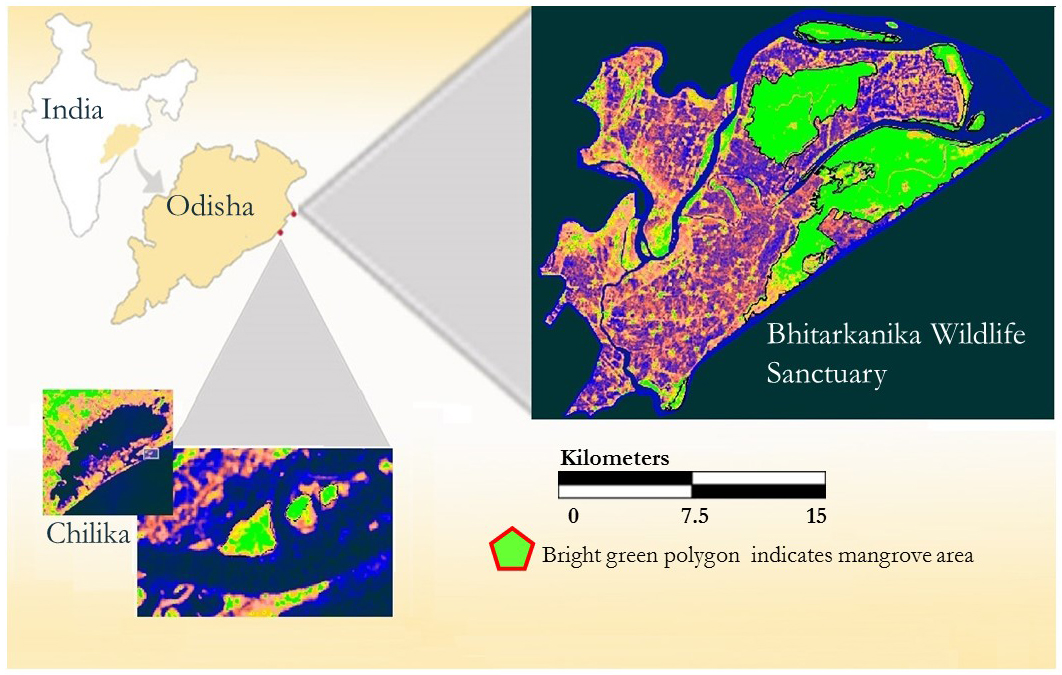 India
Odisha
Bhitarkanika Wildlife
Sanctuary
Chilika
Kilometers
0 7.5 15
Bright green polygon indicates mangrove area